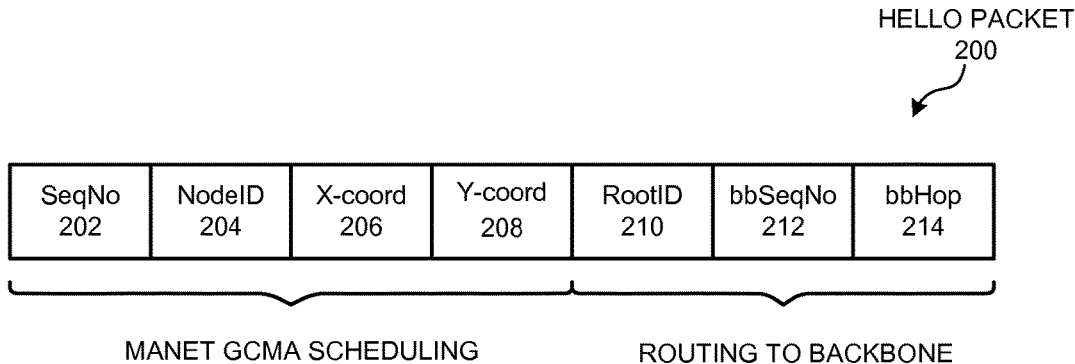 HELLO PACKET
200
SeqNo NodeID X-coord Y-coord RootID bbSeqNo bbHop
202 204 206 208 210 212 214
MANET GCMA SCHEDULING ROUTING TO BACKBONE